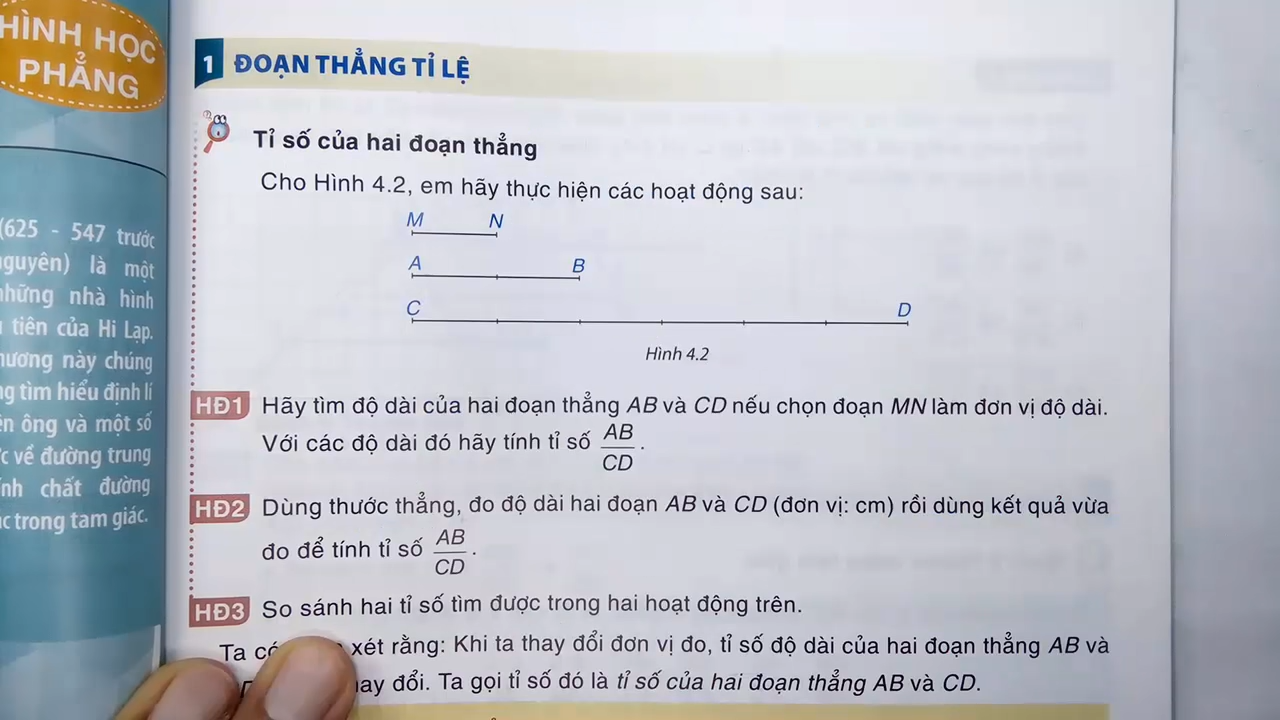 HÌNH HỌC
PHẲNG
(625 - 547 trước
nguyên) là một
những nhà hình
tiên của Hi Lạp.
chương này chúng
tìm hiểu định lí
ên ông và một số
về đường trung
ính chất đường
trong tam giác.
1 ĐOẠN THẲNG TỈ LỆ
Tỉ số của hai đoạn thẳng
Cho Hình 4.2, em hãy thực hiện các hoạt động sau:
M N
A B
C D
Hình 4.2
HĐ1 Hãy tìm độ dài của hai đoạn thẳng AB và CD nếu chọn đoạn MN làm đơn vị độ dài.
Với các độ dài đó hãy tính tỉ số AB/CD.
HĐ2 Dùng thước thẳng, đo độ dài hai đoạn AB và CD (đơn vị: cm) rồi dùng kết quả vừa
đo để tính tỉ số AB/CD.
HĐ3 So sánh hai tỉ số tìm được trong hai hoạt động trên.
Ta có xét rằng: Khi ta thay đổi đơn vị đo, tỉ số độ dài của hai đoạn thẳng AB và
đổi. Ta gọi tỉ số đó là tỉ số của hai đoạn thẳng AB và CD.